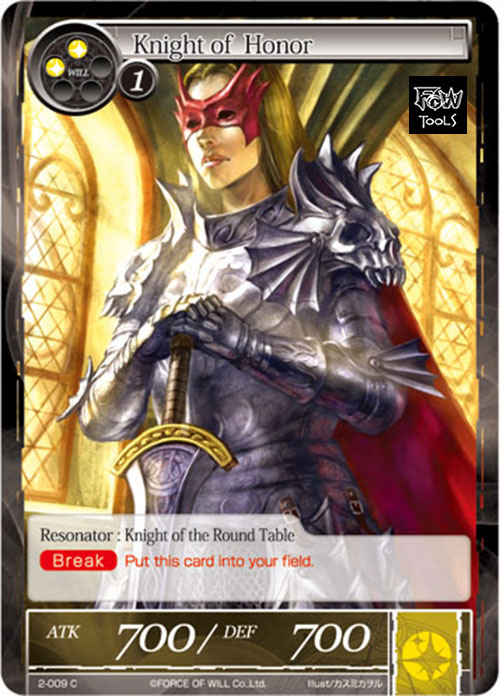 Knight of Honor
WILL
1
FOW
TOOLS
Resonator : Knight of the Round Table
Break Put this card into your field.
ATK 700 / DEF 700
2-009 C ©FORCE OF WILL Co.,Ltd. Illust/カスミカヲル